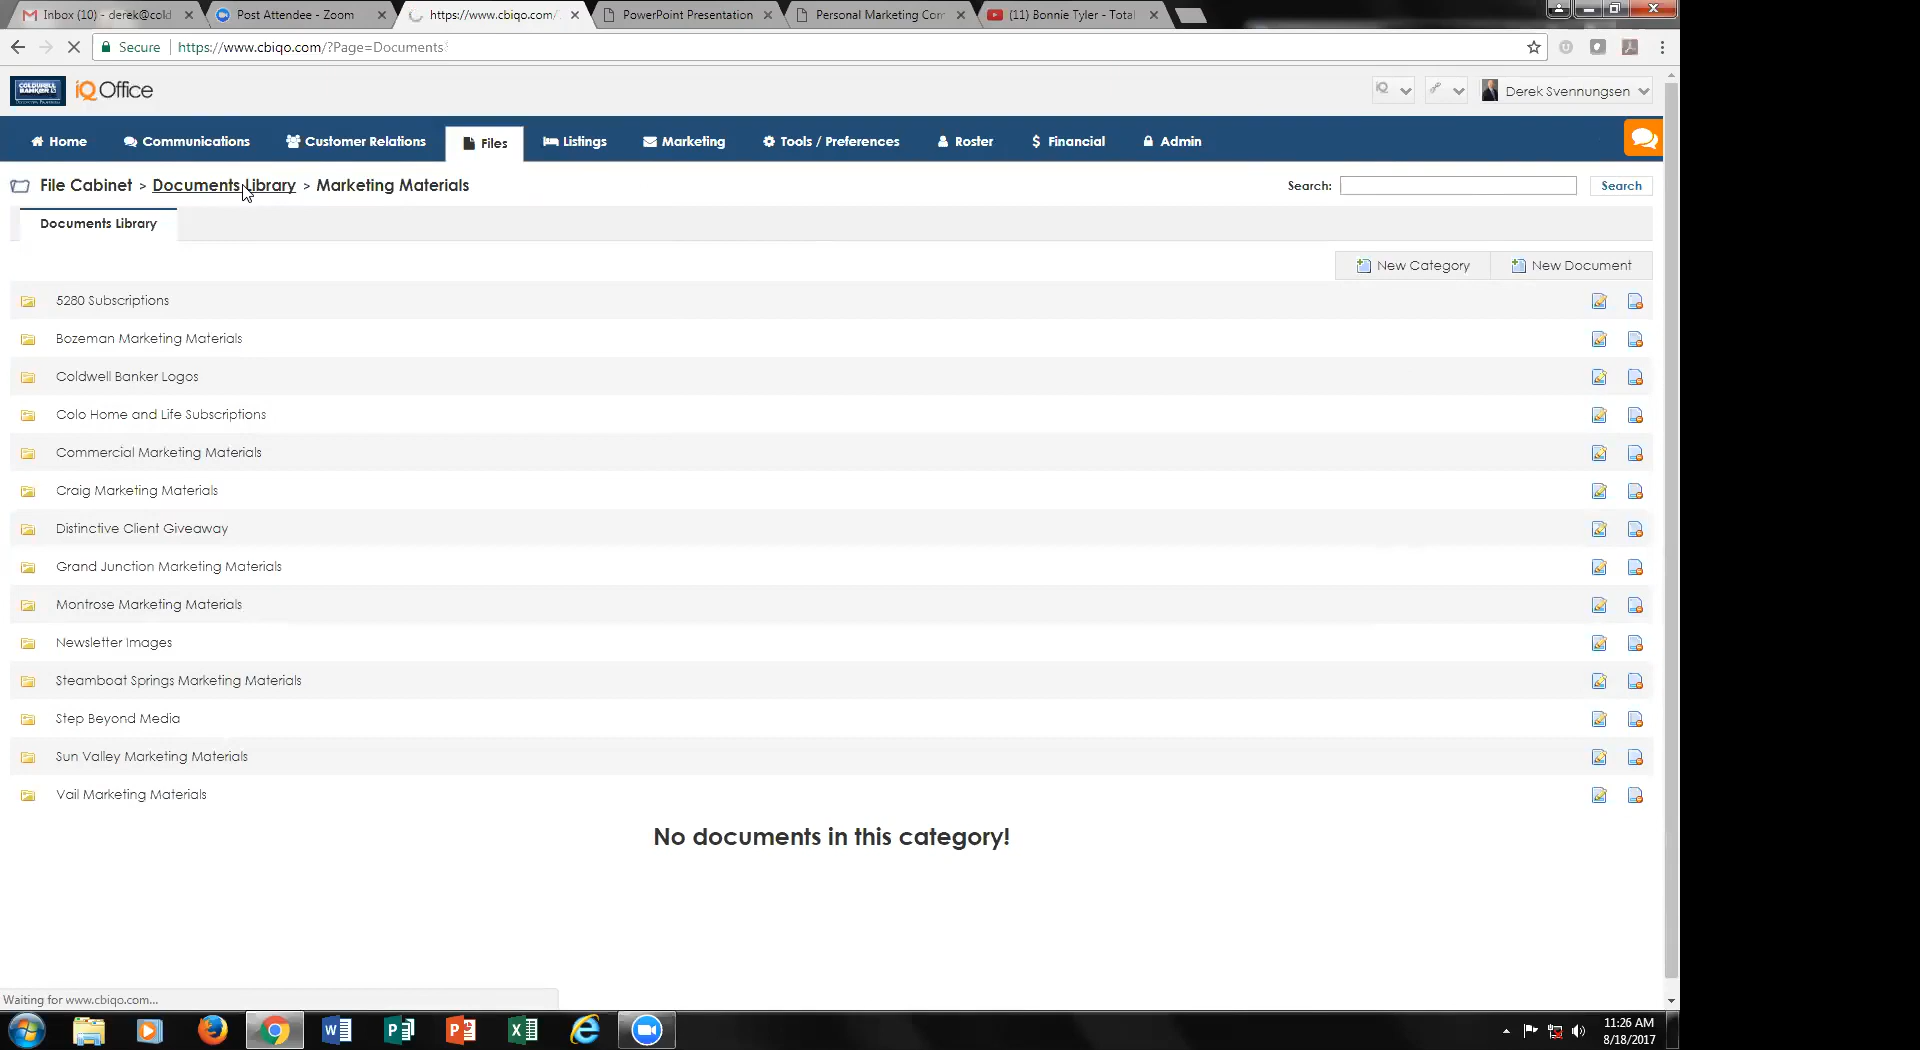 Inbox (10) - derek@cold
Post Attendee - Zoom
https://www.cbiqo.com/
PowerPoint Presentation
Personal Marketing Com
(11) Bonnie Tyler - Total
Secure
https://www.cbiqo.com/?Page=Documents
COLDWELL BANKER
iQOffice
iQ
Derek Svennungsen
Home
Communications
Customer Relations
Files
Listings
Marketing
Tools / Preferences
Roster
$ Financial
Admin
File Cabinet > Documents Library > Marketing Materials
Search:
Search
Documents Library
New Category
New Document
5280 Subscriptions
Bozeman Marketing Materials
Coldwell Banker Logos
Colo Home and Life Subscriptions
Commercial Marketing Materials
Craig Marketing Materials
Distinctive Client Giveaway
Grand Junction Marketing Materials
Montrose Marketing Materials
Newsletter Images
Steamboat Springs Marketing Materials
Step Beyond Media
Sun Valley Marketing Materials
Vail Marketing Materials
No documents in this category!
Waiting for www.cbiqo.com...
11:26 AM
8/18/2017